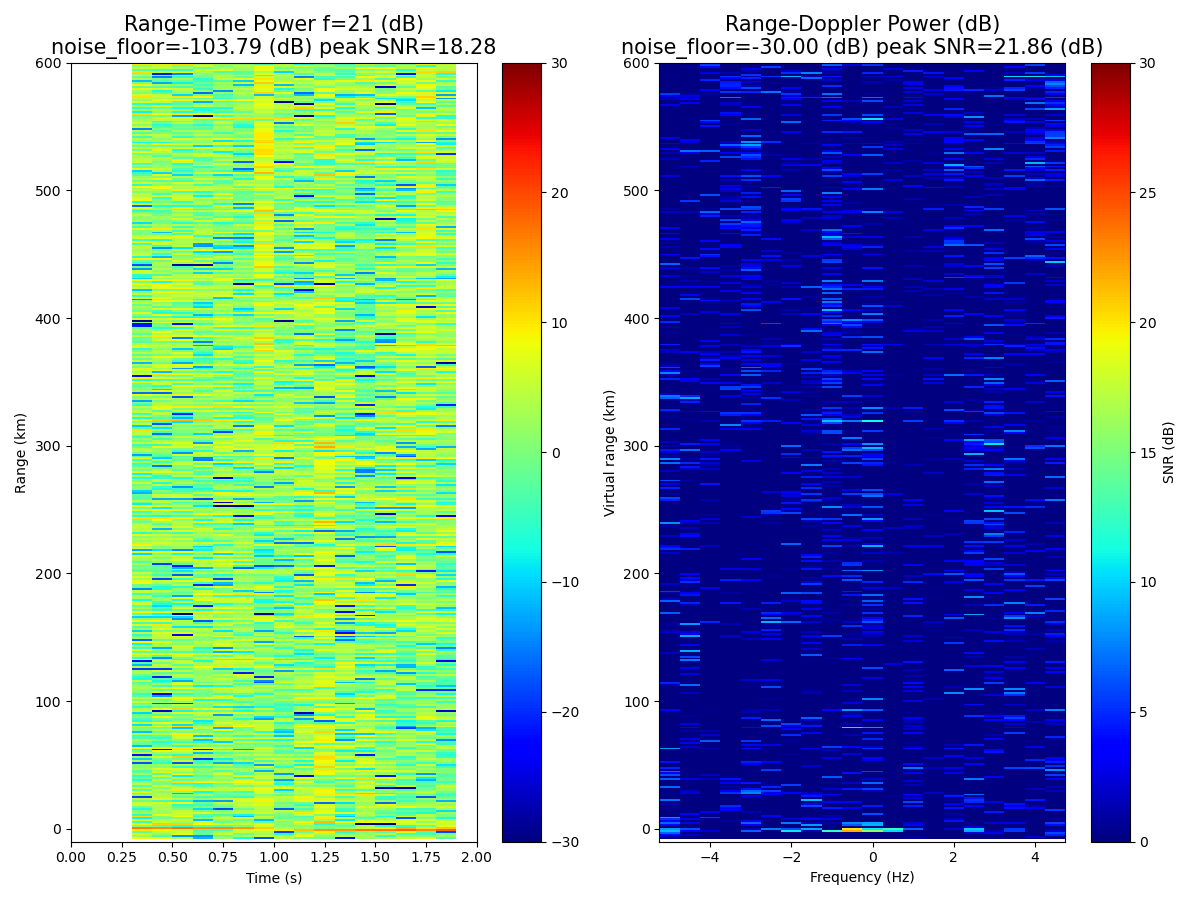 Range-Time Power f=21 (dB)
noise_floor=-103.79 (dB) peak SNR=18.28
Range (km)
600
500
400
300
200
100
0
0.00 0.25 0.50 0.75 1.00 1.25 1.50 1.75 2.00
Time (s)
30
20
10
0
−10
−20
−30
Range-Doppler Power (dB)
noise_floor=-30.00 (dB) peak SNR=21.86 (dB)
Virtual range (km)
600
500
400
300
200
100
0
−4 −2 0 2 4
Frequency (Hz)
30
25
20
15
10
5
0
SNR (dB)